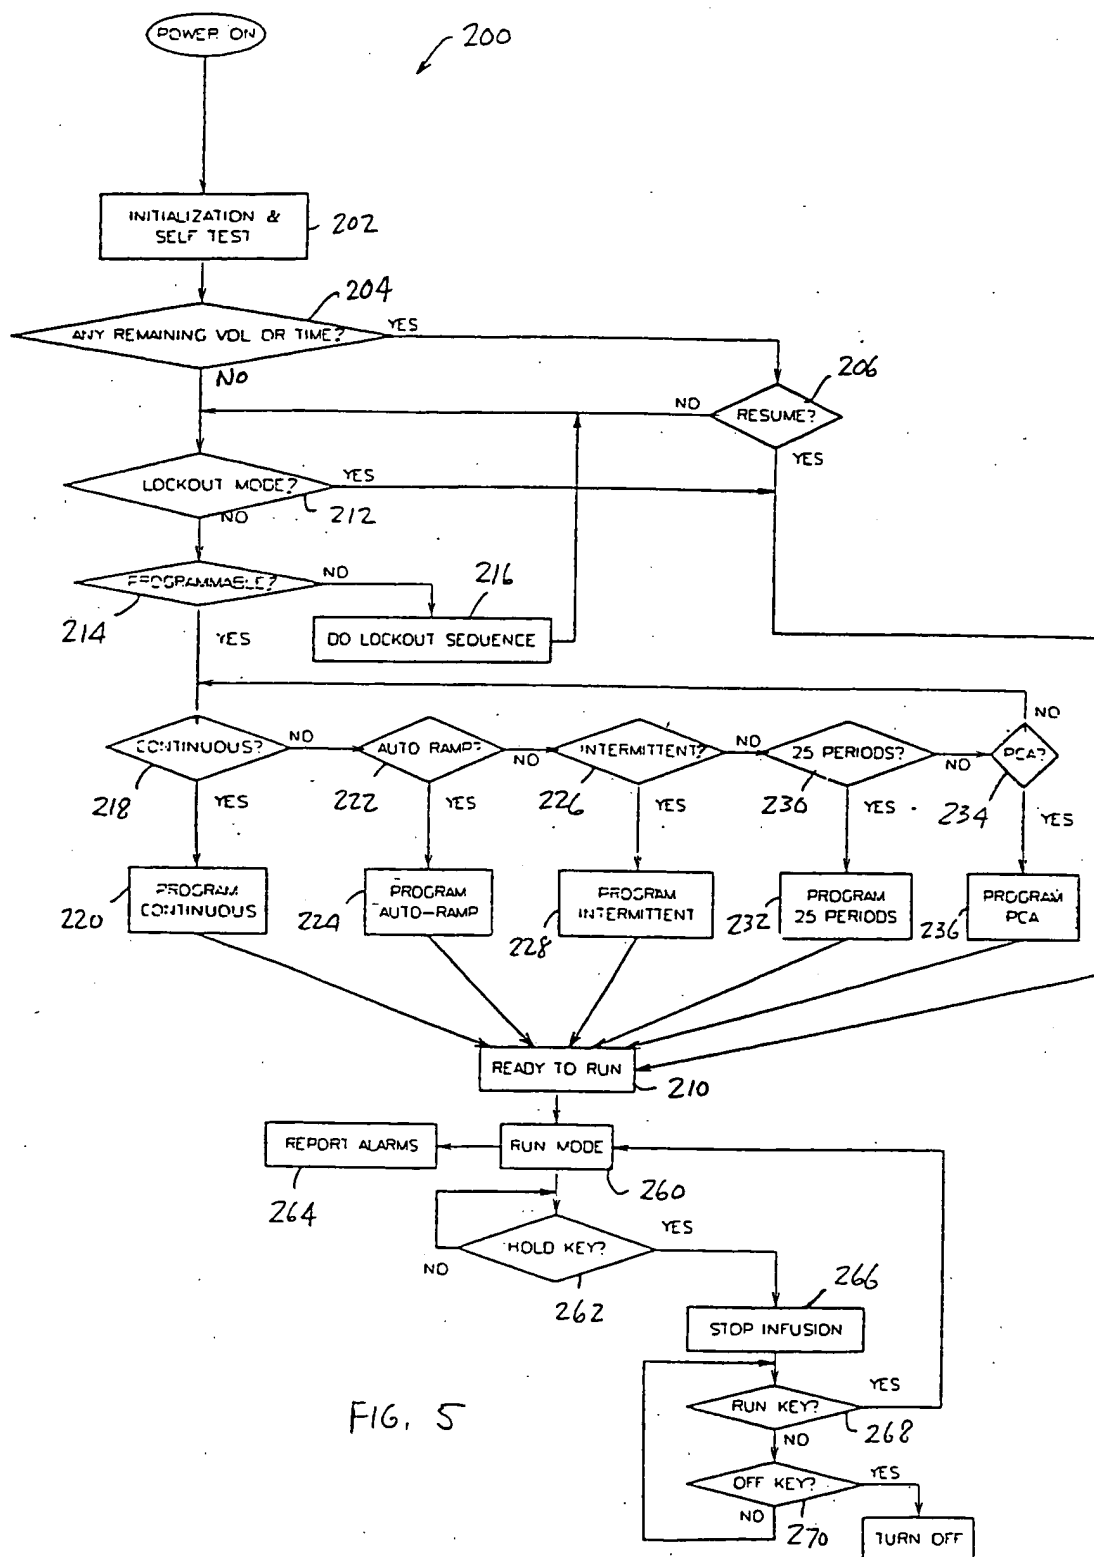 POWER ON
200
INITIALIZATION &
SELF TEST
202
204
ANY REMAINING VOL OR TIME?
YES
NO
206
NO
RESUME?
YES
LOCKOUT MODE?
YES
NO
212
PROGRAMMABLE?
NO
214
YES
216
DO LOCKOUT SEQUENCE
NO
CONTINUOUS?
NO
AUTO RAMP?
NO
INTERMITTENT?
NO
25 PERIODS?
NO
PCA?
218
YES
222
YES
226
YES
230
YES
234
YES
PROGRAM
CONTINUOUS
220
PROGRAM
AUTO-RAMP
224
PROGRAM
INTERMITTENT
228
PROGRAM
25 PERIODS
232
PROGRAM
PCA
236
READY TO RUN
210
REPORT ALARMS
264
RUN MODE
260
HOLD KEY?
YES
NO
262
266
STOP INFUSION
RUN KEY?
YES
268
NO
OFF KEY?
YES
NO
270
TURN OFF
FIG. 5